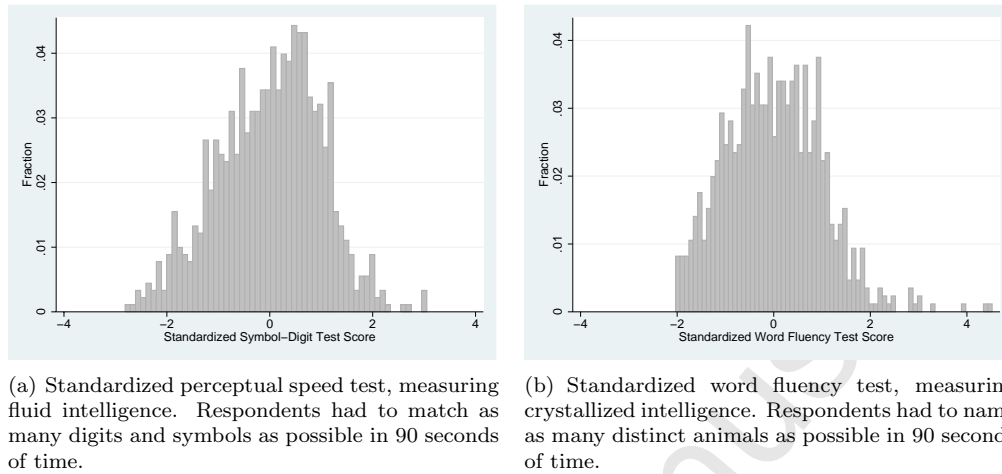 Fraction
0 .01 .02 .03 .04
−4 −2 0 2 4
Standardized Symbol−Digit Test Score
Fraction
0 .01 .02 .03 .04
−4 −2 0 2 4
Standardized Word Fluency Test Score
(a) Standardized perceptual speed test, measuring
fluid intelligence. Respondents had to match as
many digits and symbols as possible in 90 seconds
of time.
(b) Standardized word fluency test, measurin
crystallized intelligence. Respondents had to nam
as many distinct animals as possible in 90 second
of time.